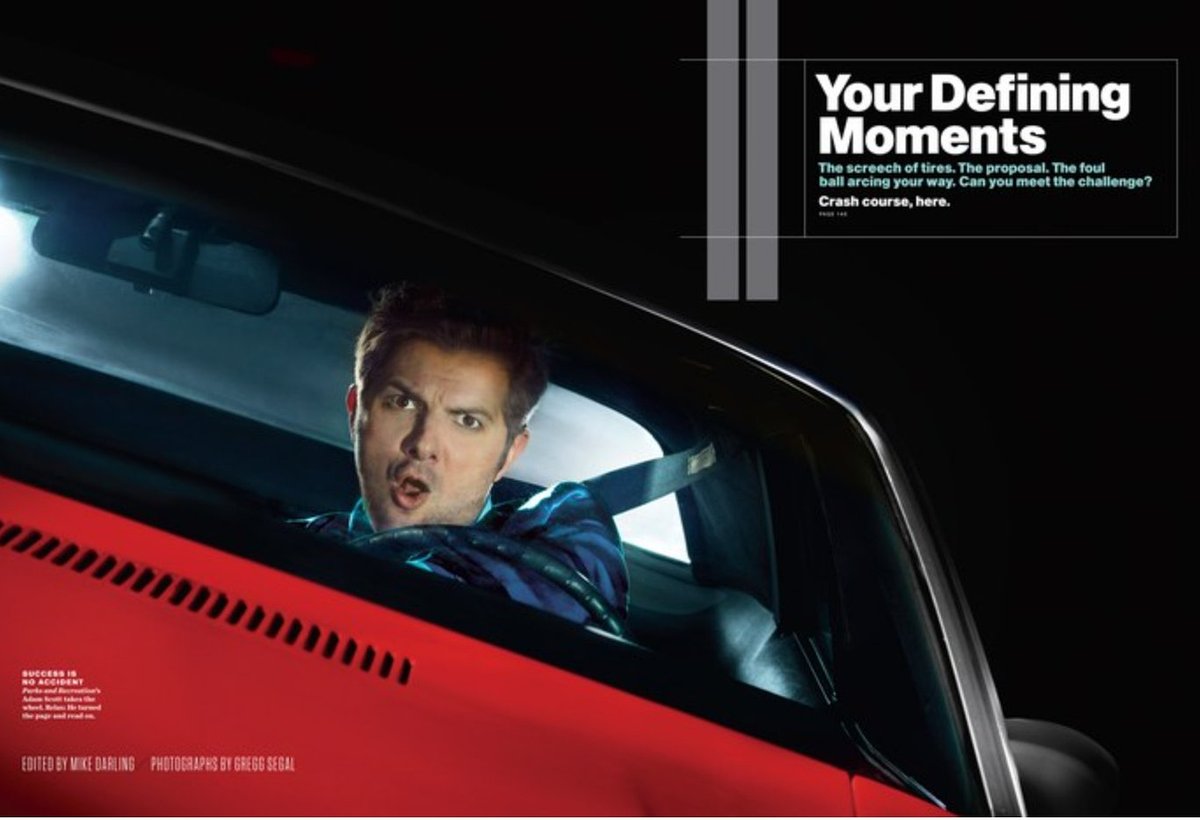 Your Defining
Moments
The screech of tires. The proposal. The foul
ball arcing your way. Can you meet the challenge?
Crash course, here.
SUCCESS IS
NO ACCIDENT
Parks and Recreation's
Adam Scott takes the
wheel. Relax: He turned
the page and read on.
EDITED BY MIKE DARLING PHOTOGRAPHS BY GREGG SEGAL